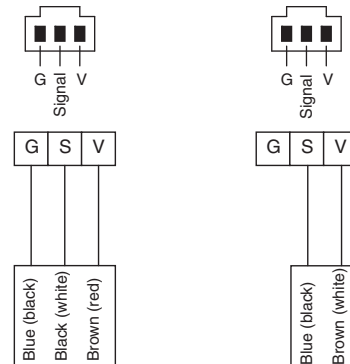 G Signal V
G S V
Blue (black)
Black (white)
Brown (red)
G Signal V
G S V
Blue (black)
Brown (white)